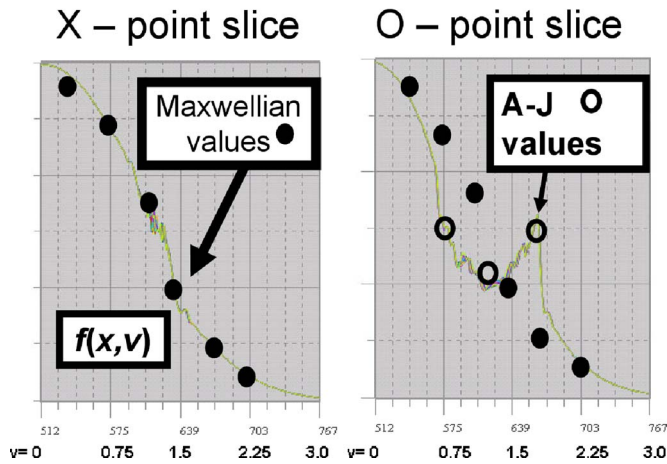 X – point slice
O – point slice
Maxwellian
values
A-J O
values
f(x,v)
512 575 639 703 767
v= 0 0.75 1.5 2.25 3.0
512 575 639 703 767
v= 0 0.75 1.5 2.25 3.0